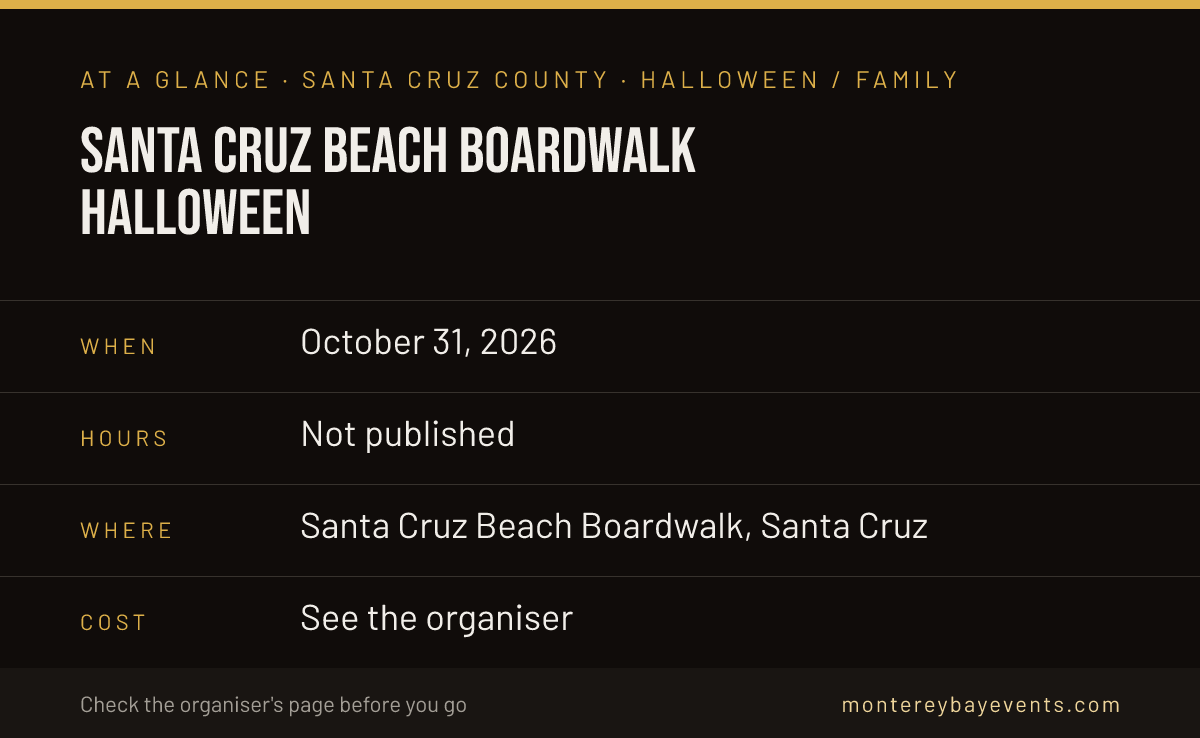 AT A GLANCE · SANTA CRUZ COUNTY · HALLOWEEN / FAMILY
SANTA CRUZ BEACH BOARDWALK
HALLOWEEN
WHEN October 31, 2026
HOURS Not published
WHERE Santa Cruz Beach Boardwalk, Santa Cruz
COST See the organiser
Check the organiser's page before you go montereybayevents.com